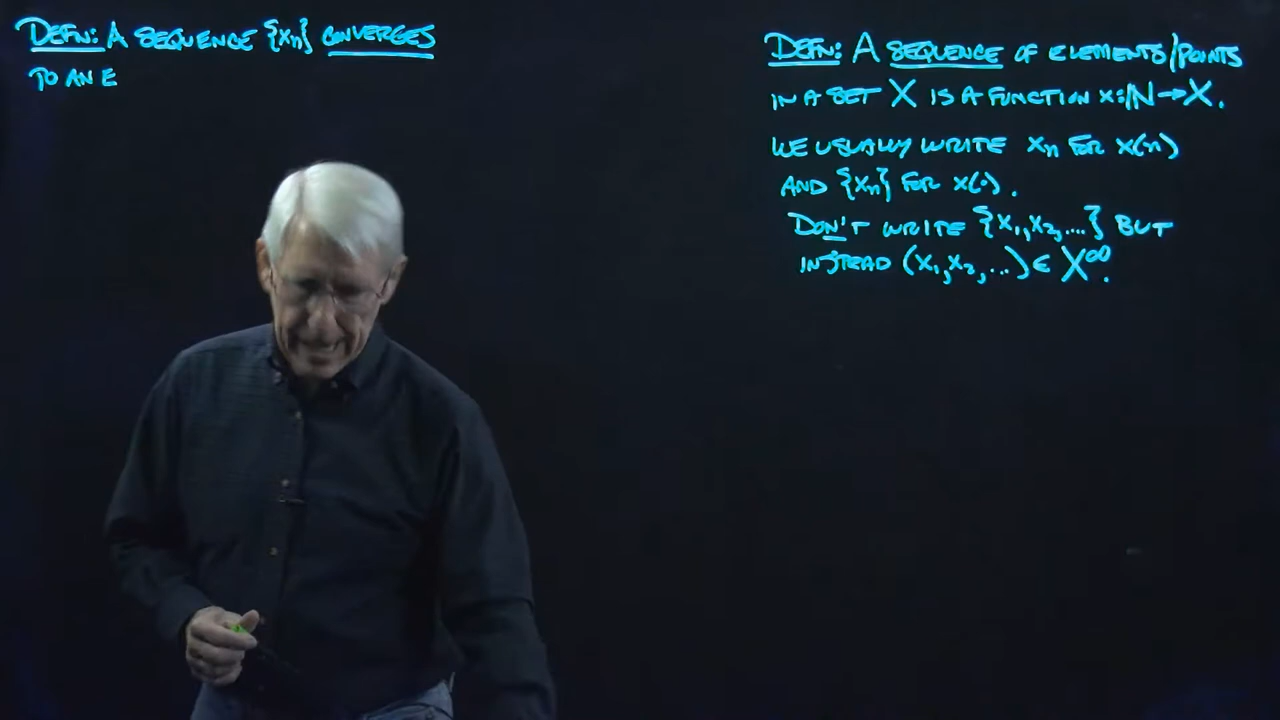 DEFN: A SEQUENCE {xₙ} CONVERGES
TO AN E
DEFN: A SEQUENCE OF ELEMENTS/POINTS
IN A SET X IS A FUNCTION x:ℕ→X.
WE USUALLY WRITE xₙ FOR x(n)
AND {xₙ} FOR x(·).
DON'T WRITE {x₁,x₂,....} BUT
INSTEAD (x₁,x₂,...)∈ X^∞.